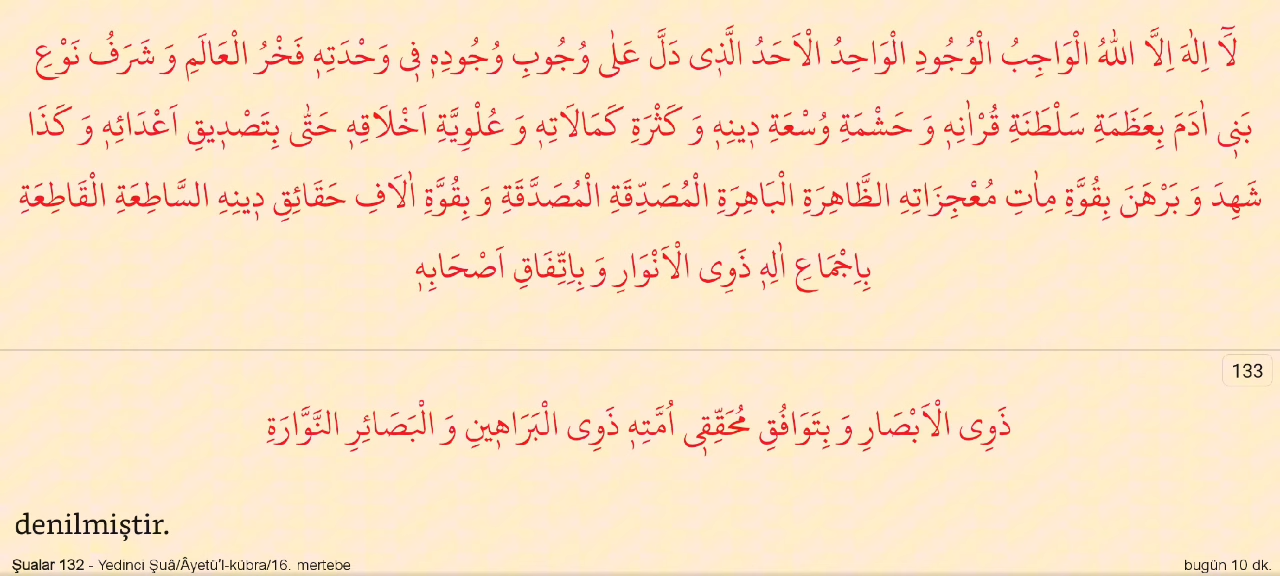 لَٓا اِلٰهَ اِلَّا اللّٰهُ الْوَاجِبُ الْوُجُودِ الْوَاحِدُ الْاَحَدُ الَّذٖى دَلَّ عَلٰى وُجُوبِ وُجُودِهٖ فٖى وَحْدَتِهٖ فَخْرُ الْعَالَمِ وَ شَرَفُ نَوْعِ
بَنٖى اٰدَمَ بِعَظَمَةِ سَلْطَنَةِ قُرْاٰنِهٖ وَ حَشْمَةِ وُسْعَةِ دٖينِهٖ وَ كَثْرَةِ كَمَالَاتِهٖ وَ عُلْوِيَّةِ اَخْلَاقِهٖ حَتّٰى بِتَصْدٖيقِ اَعْدَائِهٖ وَ كَذَا
شَهِدَ وَ بَرْهَنَ بِقُوَّةِ مِاٰتِ مُعْجِزَاتِهِ الظَّاهِرَةِ الْبَاهِرَةِ الْمُصَدِّقَةِ الْمُصَدَّقَةِ وَ بِقُوَّةِ اٰلَافِ حَقَائِقِ دٖينِهِ السَّاطِعَةِ الْقَاطِعَةِ
بِاِجْمَاعِ اٰلِهٖ ذَوِى الْاَنْوَارِ وَ بِاِتِّفَاقِ اَصْحَابِهٖ
133
ذَوِى الْاَبْصَارِ وَ بِتَوَافُقِ مُحَقِّقٖى اُمَّتِهٖ ذَوِى الْبَرَاهٖينِ وَ الْبَصَائِرِ النَّوَّارَةِ
denilmiştir.
Şualar 132 - Yedinci Şuâ/Âyetü'l-kübra/16. mertebe
bugün 10 dk.